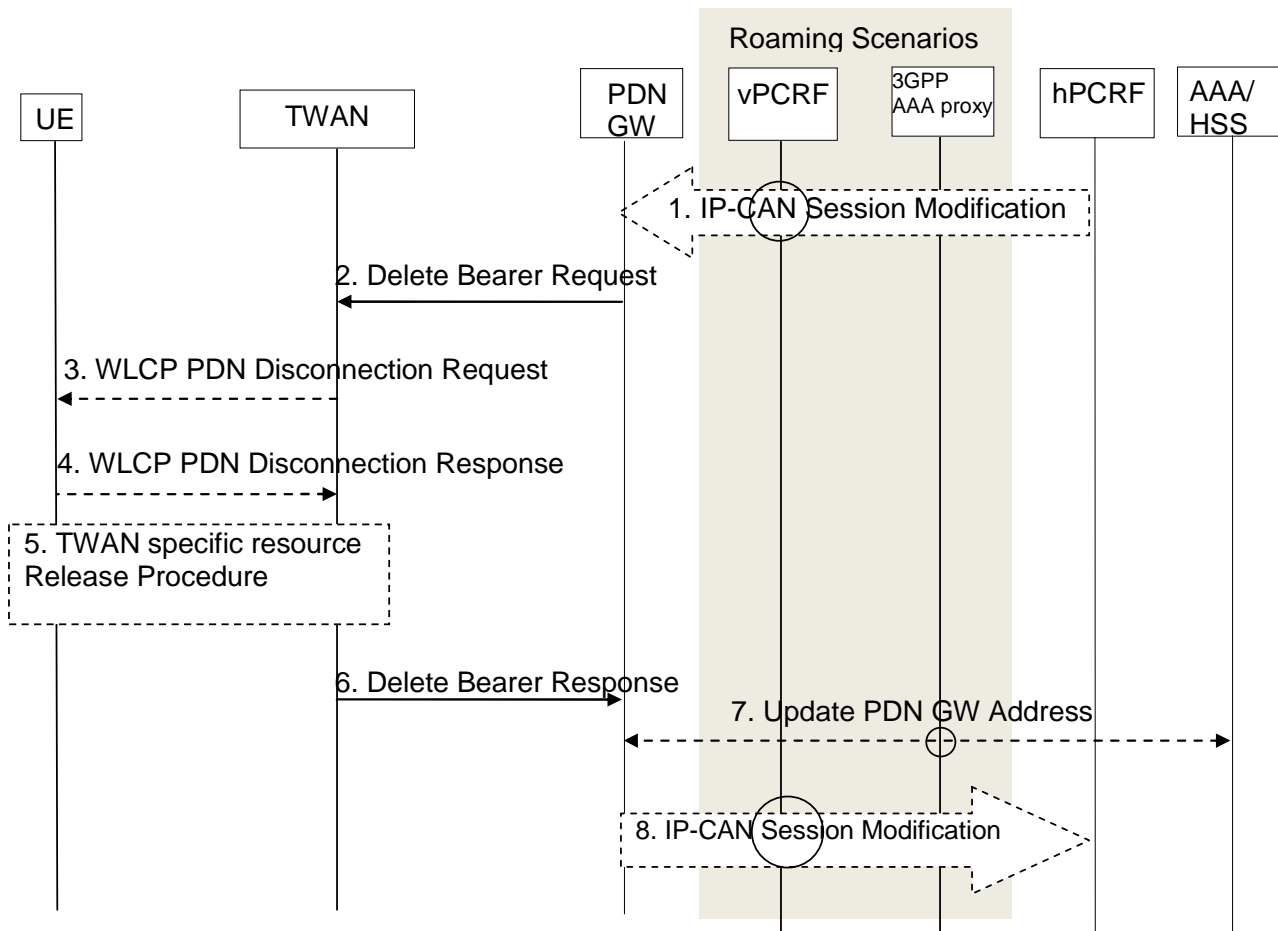 Roaming Scenarios
UE
TWAN
PDN
GW
vPCRF
3GPP
AAA proxy
hPCRF
AAA/
HSS
1. IP-CAN Session Modification
2. Delete Bearer Request
3. WLCP PDN Disconnection Request
4. WLCP PDN Disconnection Response
5. TWAN specific resource
Release Procedure
6. Delete Bearer Response
7. Update PDN GW Address
8. IP-CAN Session Modification